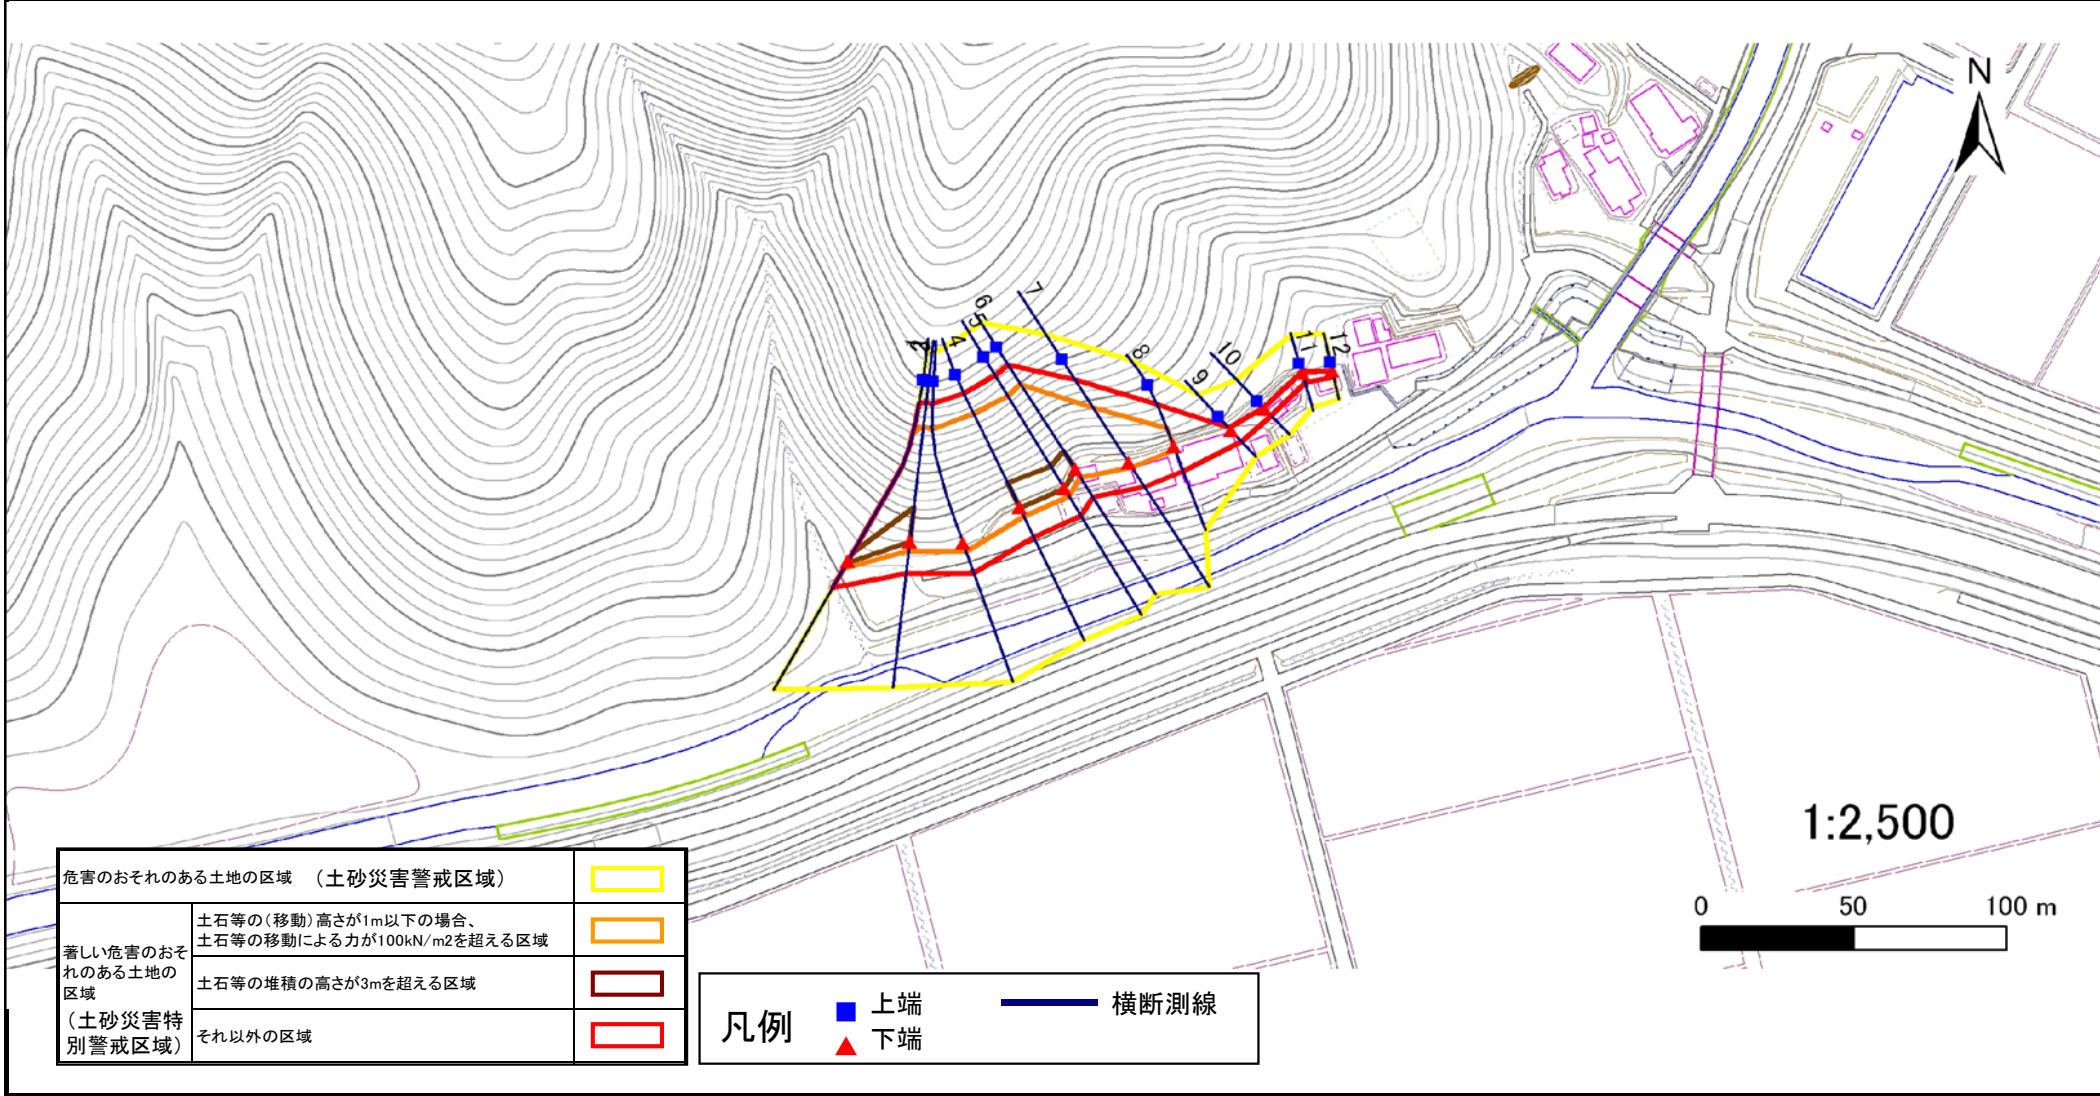 N
6
7
5
4
2
8
9
10
11
12
1:2,500
0 50 100 m
危害のおそれのある土地の区域 (土砂災害警戒区域)
著しい危害のおそ
れのある土地の
区域
(土砂災害特
別警戒区域)
土石等の(移動)高さが1m以下の場合、
土石等の移動による力が100kN/m2を超える区域
土石等の堆積の高さが3mを超える区域
それ以外の区域
凡例
上端
下端
横断測線